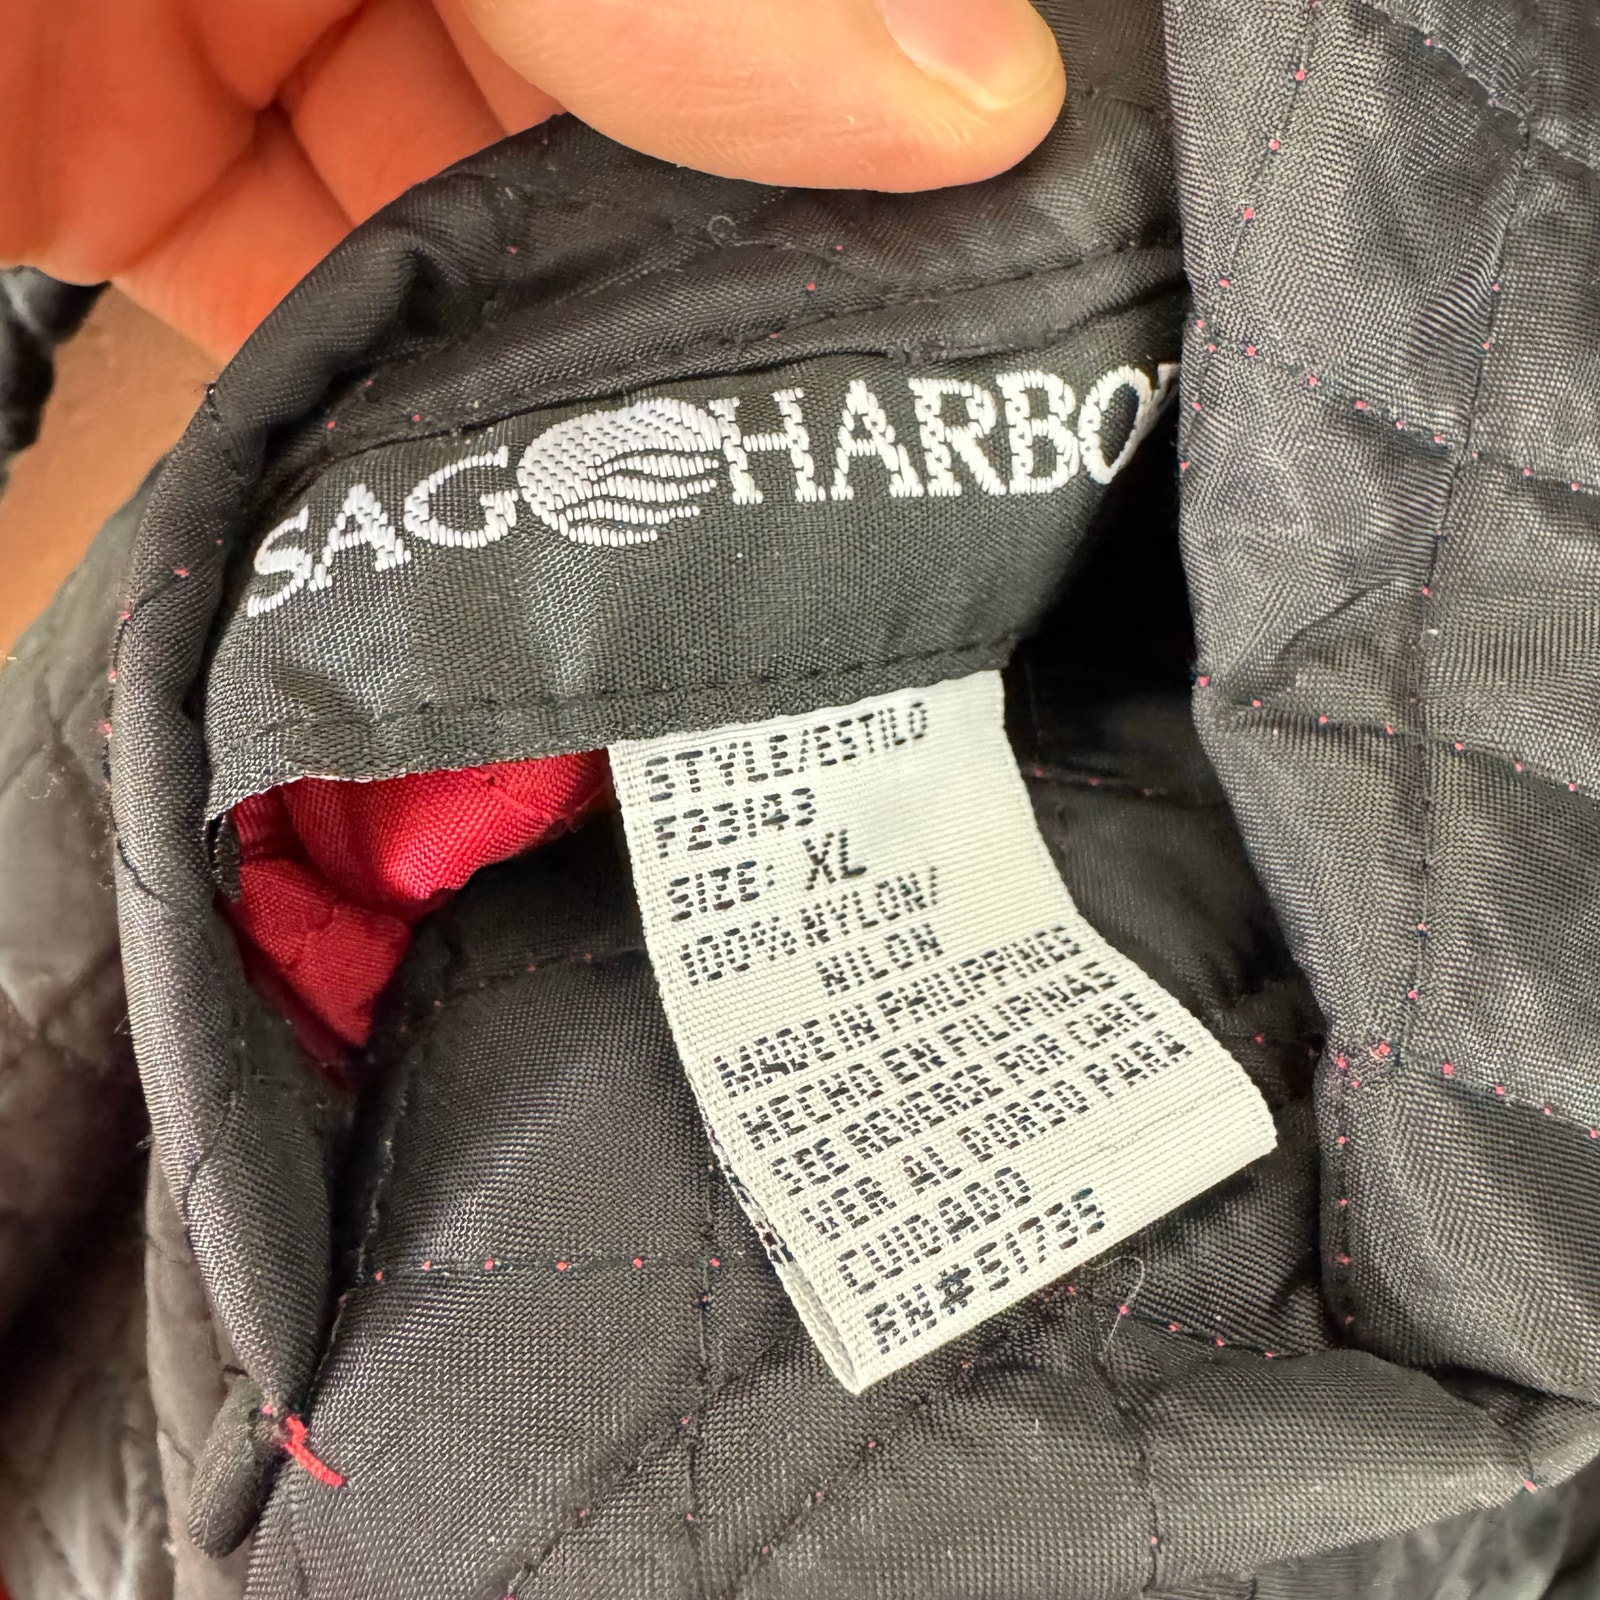 SAG HARBO
STYLE/ESTILO
F23143
SIZE: XL
100% NYLON/
NILON
MADE IN PHILIPPINES
HECHO EN FILIPINAS
SEE REVERSE FOR CARE
VER AL DORSO PARA
CUIDADO
RN# 51735